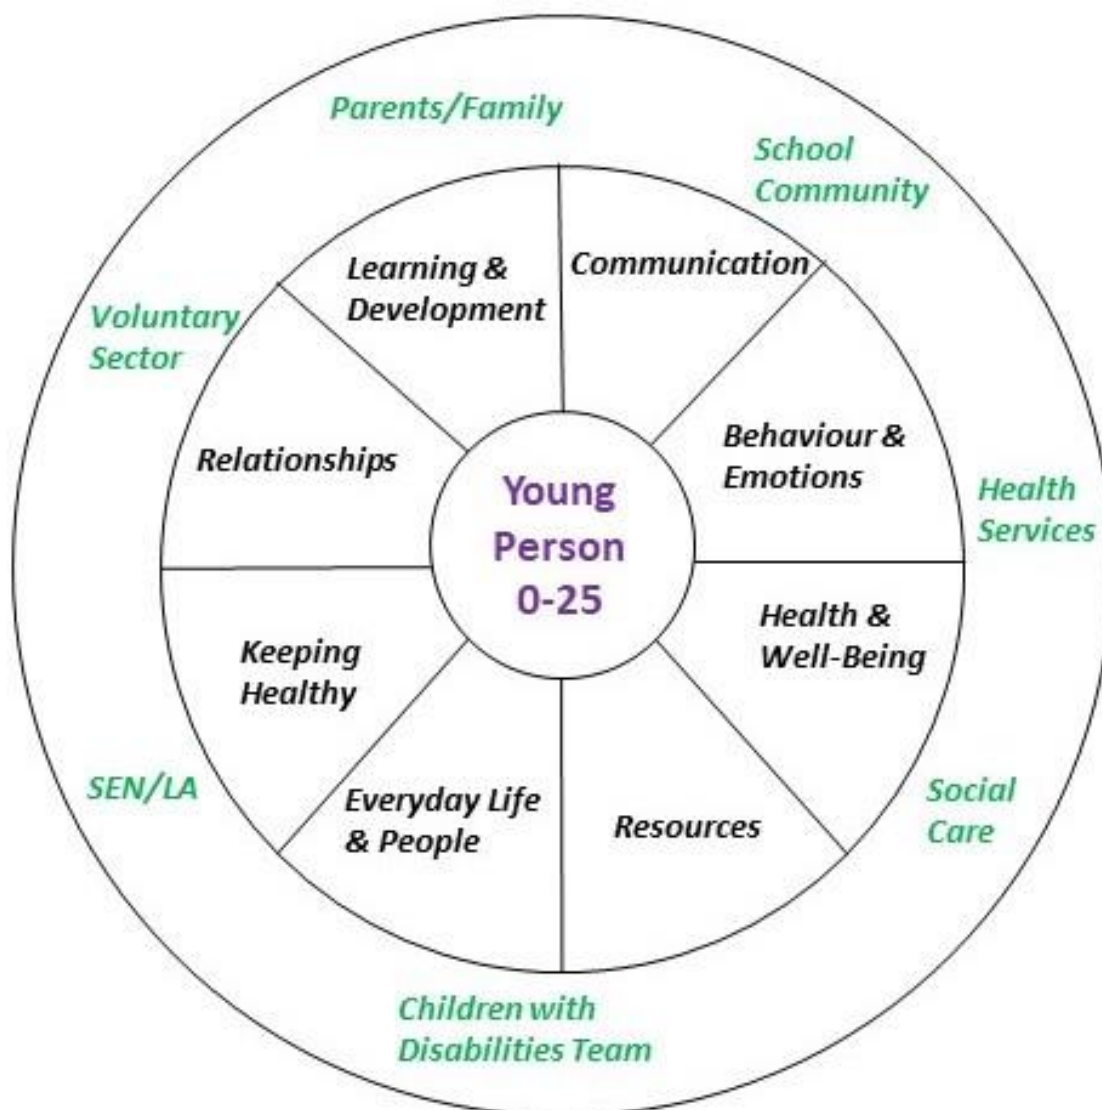 Parents/Family
School
Community
Voluntary
Sector
Learning &
Development
Communication
Relationships
Behaviour &
Emotions
Young
Person
0-25
Health
Services
Keeping
Healthy
Health &
Well-Being
SEN/LA
Everyday Life
& People
Resources
Social
Care
Children with
Disabilities Team